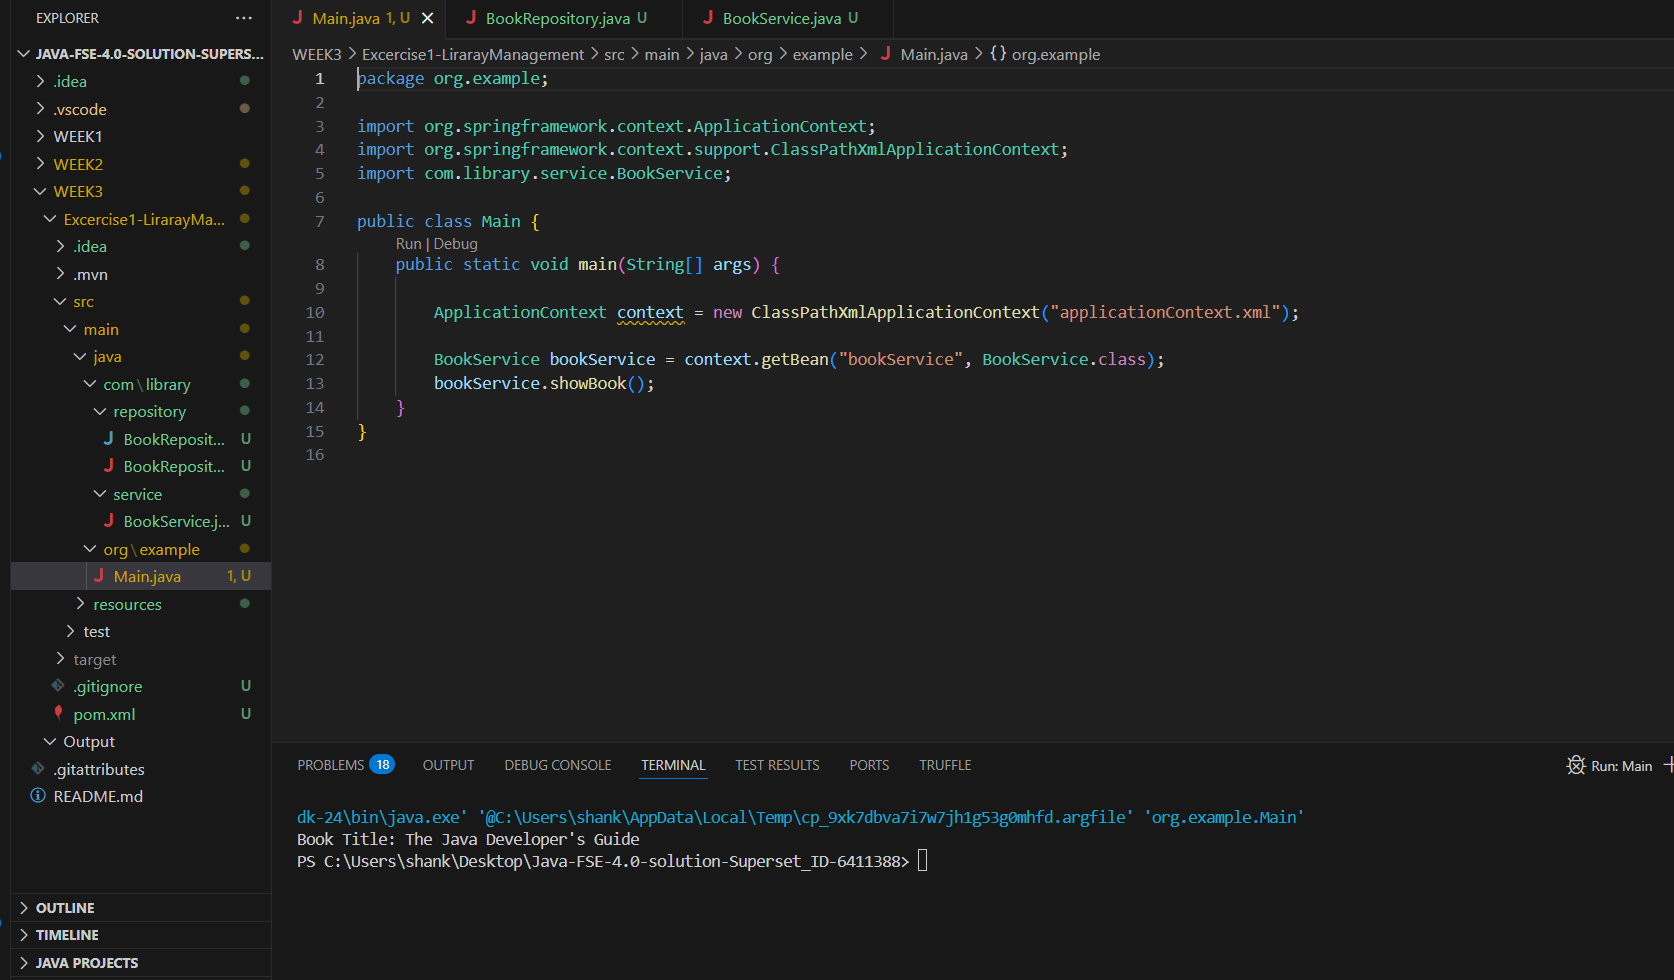 EXPLORER
JAVA-FSE-4.0-SOLUTION-SUPERS...
.idea
.vscode
WEEK1
WEEK2
WEEK3
Excercise1-LirarayMa...
.idea
.mvn
src
main
java
com\library
repository
BookReposit... U
BookReposit... U
service
BookService.j... U
org\example
Main.java 1, U
resources
test
target
.gitignore U
pom.xml U
Output
.gitattributes
README.md
OUTLINE
TIMELINE
JAVA PROJECTS
Main.java 1, U
BookRepository.java U
BookService.java U
WEEK3 > Excercise1-LirarayManagement > src > main > java > org > example > Main.java > {} org.example
1 package org.example;
2
3 import org.springframework.context.ApplicationContext;
4 import org.springframework.context.support.ClassPathXmlApplicationContext;
5 import com.library.service.BookService;
6
7 public class Main {
Run | Debug
8 public static void main(String[] args) {
9
10 ApplicationContext context = new ClassPathXmlApplicationContext("applicationContext.xml");
11
12 BookService bookService = context.getBean("bookService", BookService.class);
13 bookService.showBook();
14 }
15 }
16
PROBLEMS 18 OUTPUT DEBUG CONSOLE TERMINAL TEST RESULTS PORTS TRUFFLE
Run: Main
dk-24\bin\java.exe' '@C:\Users\shank\AppData\Local\Temp\cp_9xk7dbva7i7w7jh1g53g0mhfd.argfile' 'org.example.Main'
Book Title: The Java Developer's Guide
PS C:\Users\shank\Desktop\Java-FSE-4.0-solution-Superset_ID-6411388>